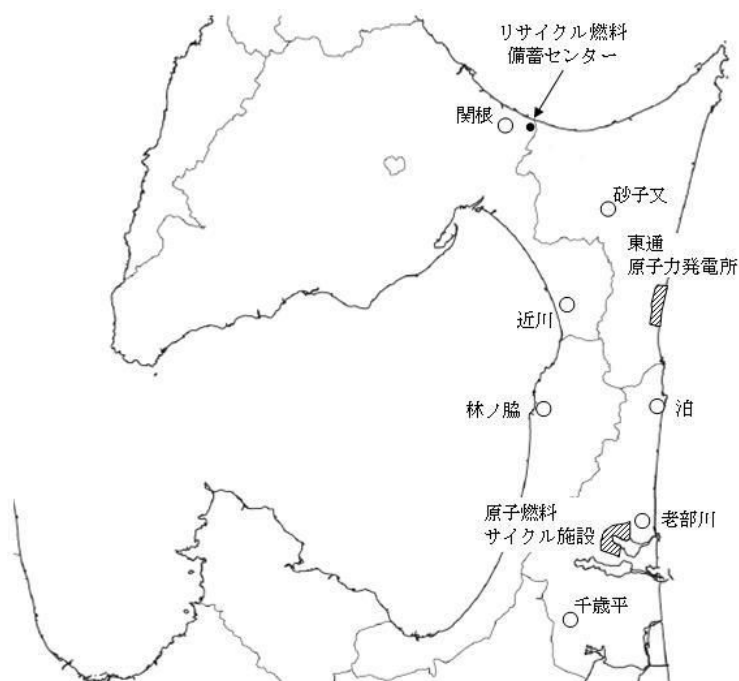 リサイクル燃料
備蓄センター
関根
砂子又
東通
原子力発電所
近川
林ノ脇
泊
原子燃料
サイクル施設
老部川
千歳平